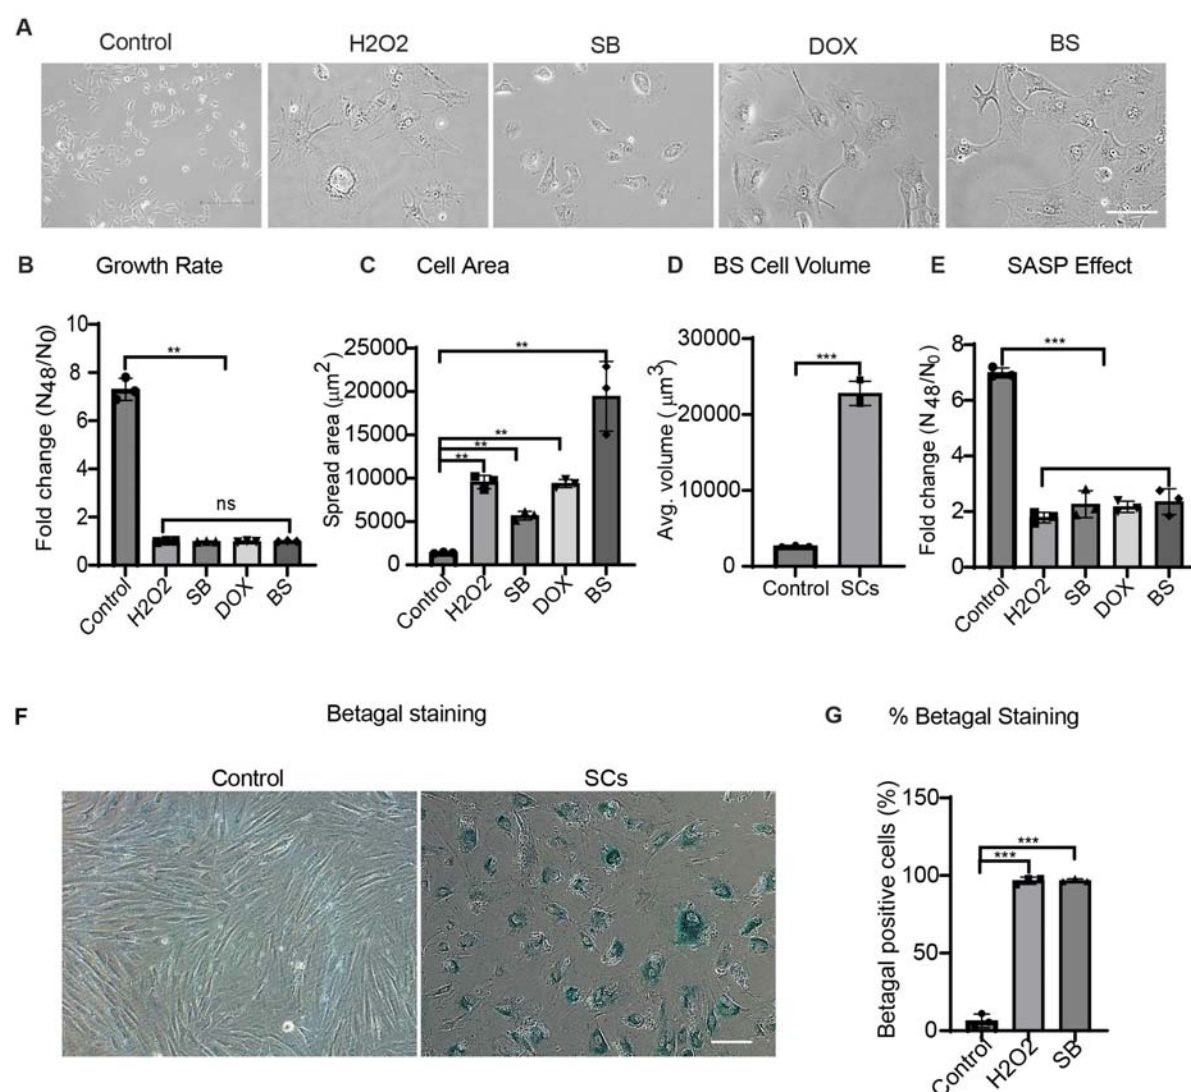 A
Control H2O2 SB DOX BS
B Growth Rate
Fold change (N48/N0)
10
8
6
4
2
0
**
ns
Control H2O2 SB DOX BS
C Cell Area
Spread area (μm2)
25000
20000
15000
10000
5000
0
**
**
**
**
Control H2O2 SB DOX BS
D BS Cell Volume
Avg. volume ( μm3)
30000
20000
10000
0
***
Control SCs
E SASP Effect
Fold change (N 48/N0)
8
6
4
2
0
***
Control H2O2 SB DOX BS
F Betagal staining
Control SCs
G % Betagal Staining
Betagal positive cells (%)
150
100
50
0
***
***
Control H2O2 SB